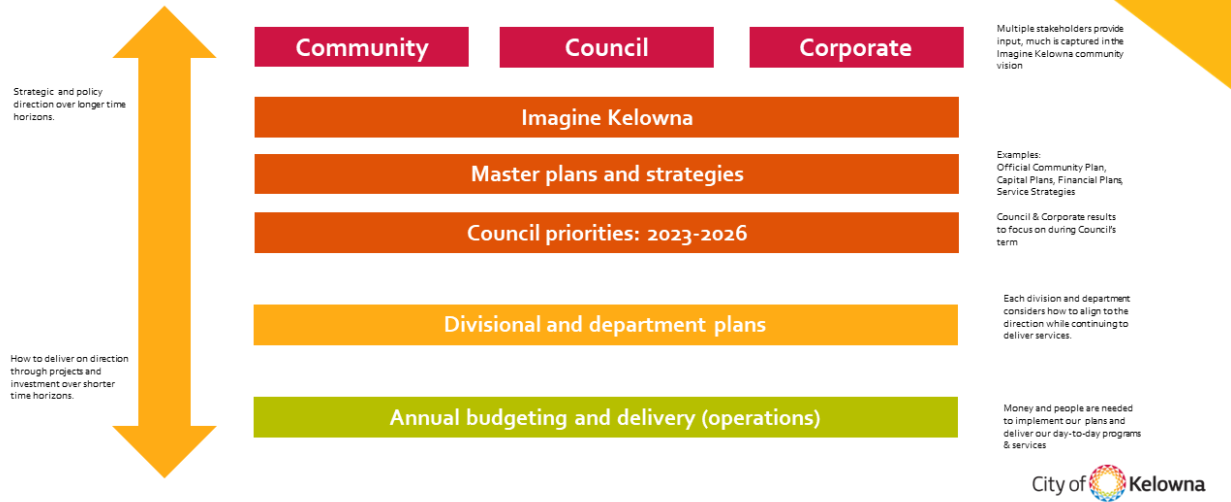 Community
Council
Corporate
Multiple stakeholders provide
input, much is captured in the
Imagine Kelowna community
vision
Strategic and policy
direction over longer time
horizons.
Imagine Kelowna
Master plans and strategies
Examples:
Official Community Plan,
Capital Plans, Financial Plans,
Service Strategies
Council priorities: 2023-2026
Council & Corporate results
to focus on during Council's
term
Divisional and department plans
Each division and department
considers how to align to the
direction while continuing to
deliver services.
How to deliver on direction
through projects and
investment over shorter
time horizons.
Annual budgeting and delivery (operations)
Money and people are needed
to implement our plans and
deliver our day-to-day programs
& services
City of Kelowna